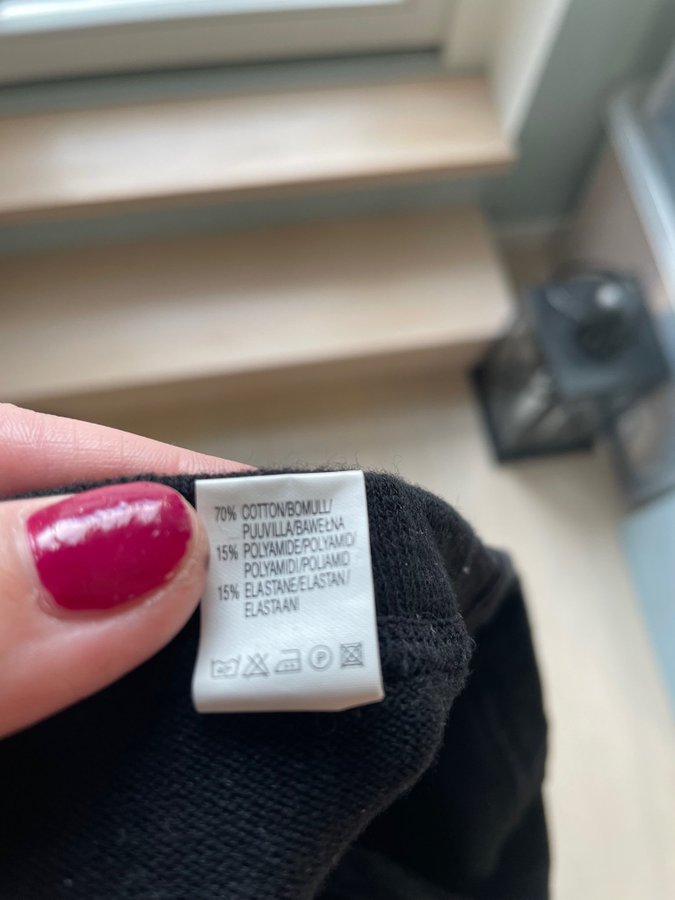 70% COTTON/BOMULL/
PUUVILLA/BAWEŁNA
15% POLYAMIDE/POLYAMID/
POLYAMIDI/POLIAMID
15% ELASTANE/ELASTAN/
ELASTAANI
P